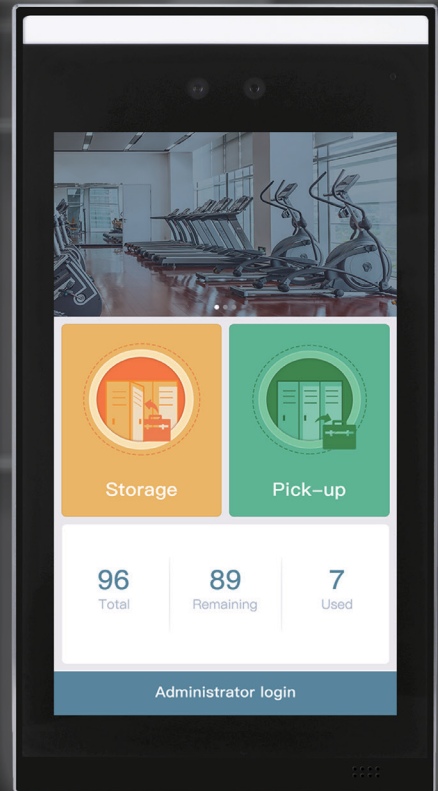 Storage
Pick-up
96
89
7
Total
Remaining
Used
Administrator login